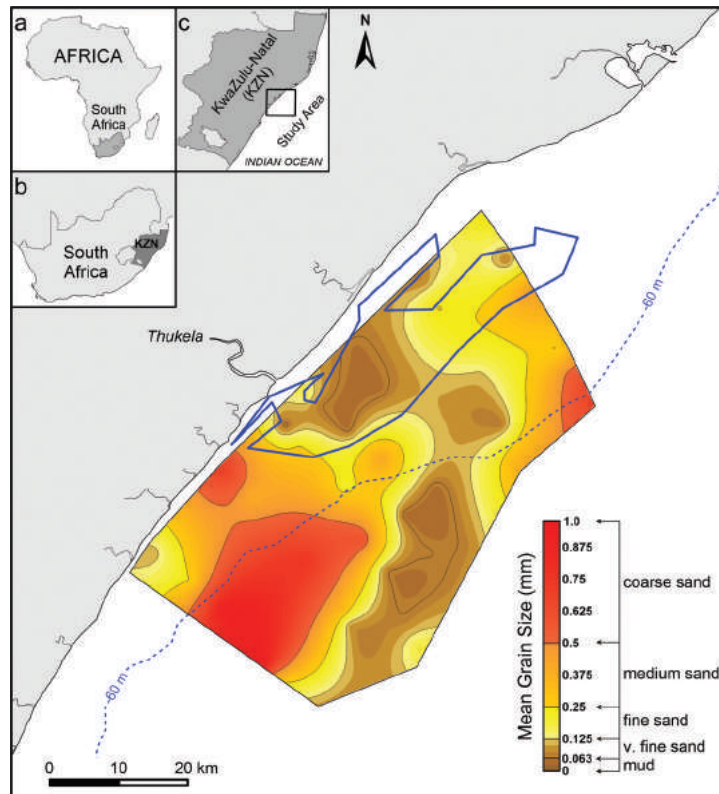 a
AFRICA
South
Africa
c
KwaZulu-Natal
(KZN)
Study Area
INDIAN OCEAN
N
b
KZN
South
Africa
60 m
Thukela
60 m
Mean Grain Size (mm)
1.0
0.875
0.75
0.625
0.5
0.375
0.25
0.125
0.063
0
coarse sand
medium sand
fine sand
v. fine sand
mud
0 10 20 km